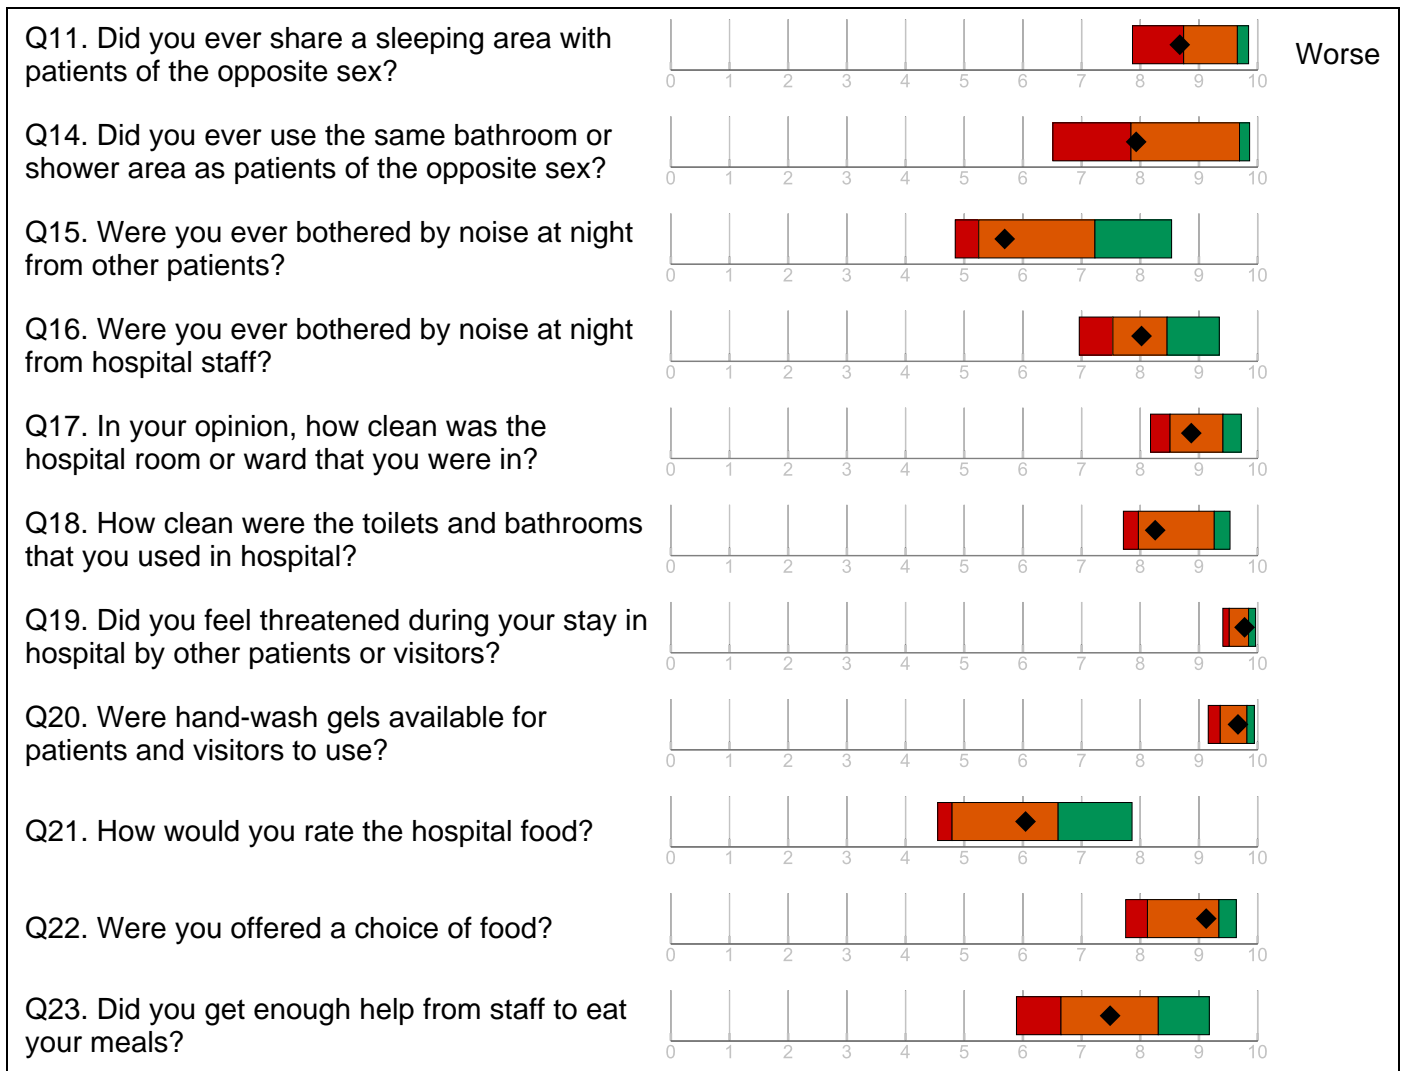 Q11. Did you ever share a sleeping area with
patients of the opposite sex?
Worse
0 1 2 3 4 5 6 7 8 9 10
Q14. Did you ever use the same bathroom or
shower area as patients of the opposite sex?
0 1 2 3 4 5 6 7 8 9 10
Q15. Were you ever bothered by noise at night
from other patients?
0 1 2 3 4 5 6 7 8 9 10
Q16. Were you ever bothered by noise at night
from hospital staff?
0 1 2 3 4 5 6 7 8 9 10
Q17. In your opinion, how clean was the
hospital room or ward that you were in?
0 1 2 3 4 5 6 7 8 9 10
Q18. How clean were the toilets and bathrooms
that you used in hospital?
0 1 2 3 4 5 6 7 8 9 10
Q19. Did you feel threatened during your stay in
hospital by other patients or visitors?
0 1 2 3 4 5 6 7 8 9 10
Q20. Were hand-wash gels available for
patients and visitors to use?
0 1 2 3 4 5 6 7 8 9 10
Q21. How would you rate the hospital food?
0 1 2 3 4 5 6 7 8 9 10
Q22. Were you offered a choice of food?
0 1 2 3 4 5 6 7 8 9 10
Q23. Did you get enough help from staff to eat
your meals?
0 1 2 3 4 5 6 7 8 9 10